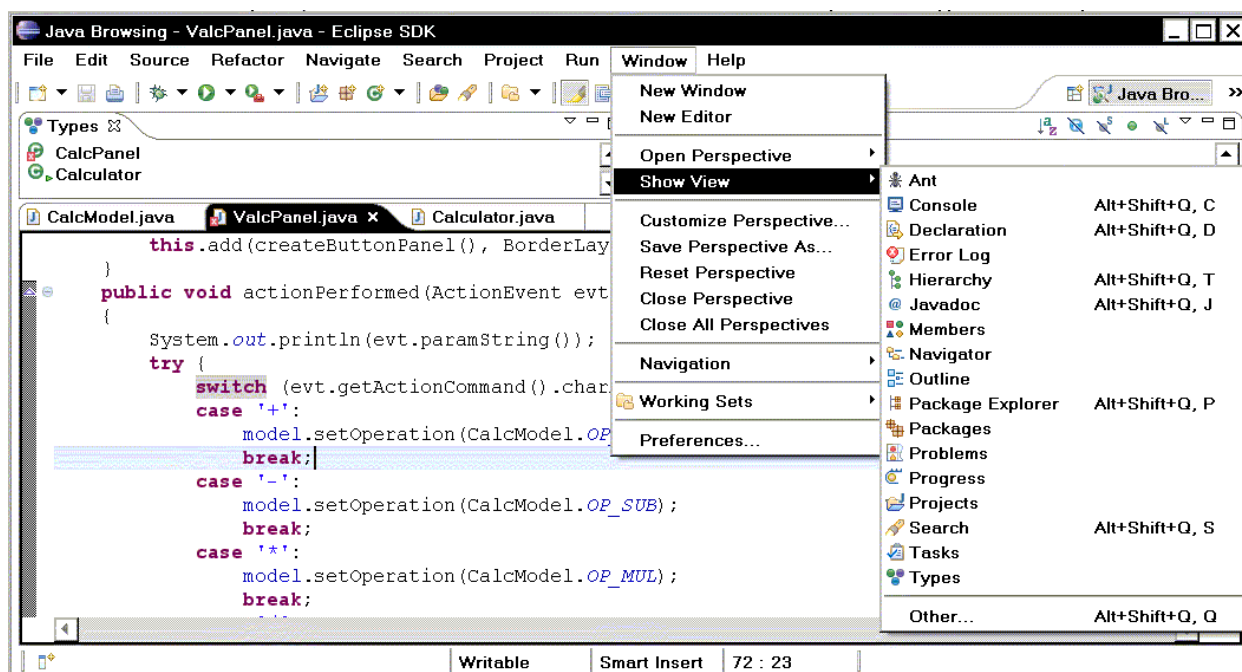 Java Browsing - ValcPanel.java - Eclipse SDK
File Edit Source Refactor Navigate Search Project Run Window Help
Java Bro... »
Types
CalcPanel
Calculator
CalcModel.java ValcPanel.java Calculator.java
this.add(createButtonPanel(), BorderLay
}
public void actionPerformed(ActionEvent evt
{
System.out.println(evt.paramString());
try {
switch (evt.getActionCommand().char
case '+':
model.setOperation(CalcModel.OP_
break;
case '-':
model.setOperation(CalcModel.OP_SUB);
break;
case '*':
model.setOperation(CalcModel.OP_MUL);
break;
New Window
New Editor
Open Perspective
Show View
Customize Perspective...
Save Perspective As...
Reset Perspective
Close Perspective
Close All Perspectives
Navigation
Working Sets
Preferences...
Ant
Console Alt+Shift+Q, C
Declaration Alt+Shift+Q, D
Error Log
Hierarchy Alt+Shift+Q, T
Javadoc Alt+Shift+Q, J
Members
Navigator
Outline
Package Explorer Alt+Shift+Q, P
Packages
Problems
Progress
Projects
Search Alt+Shift+Q, S
Tasks
Types
Other... Alt+Shift+Q, Q
Writable Smart Insert 72 : 23